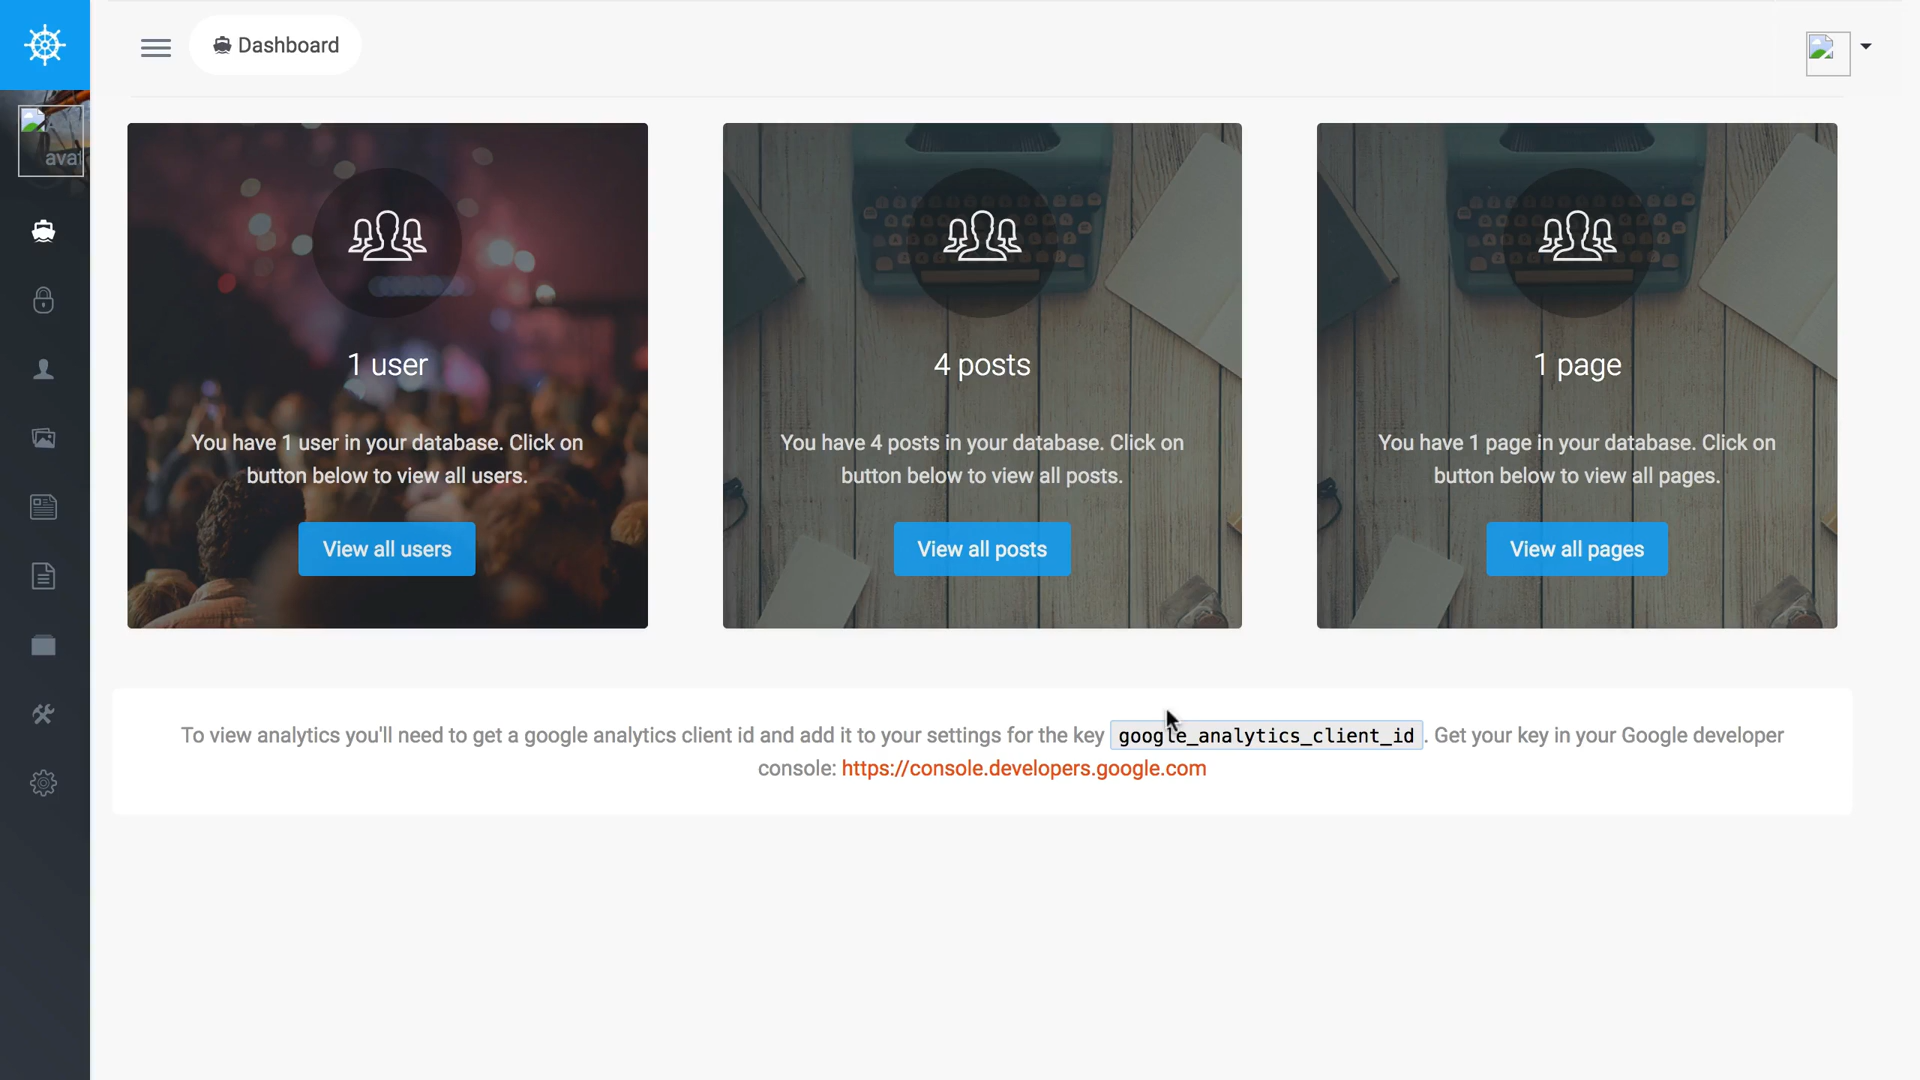 Dashboard
avat
1 user
You have 1 user in your database. Click on
button below to view all users.
View all users
4 posts
You have 4 posts in your database. Click on
button below to view all posts.
View all posts
1 page
You have 1 page in your database. Click on
button below to view all pages.
View all pages
To view analytics you'll need to get a google analytics client id and add it to your settings for the key google_analytics_client_id. Get your key in your Google developer
console: https://console.developers.google.com